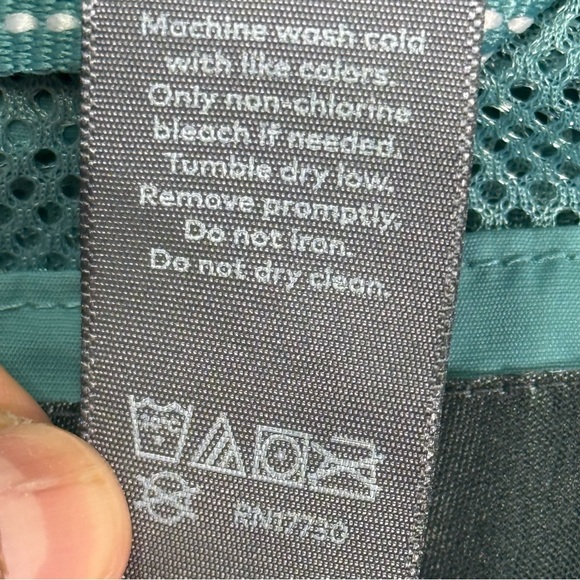 Machine wash cold
with like colors.
Only non-chlorine
bleach if needed.
Tumble dry low.
Remove promptly.
Do not iron.
Do not dry clean.
RN17730